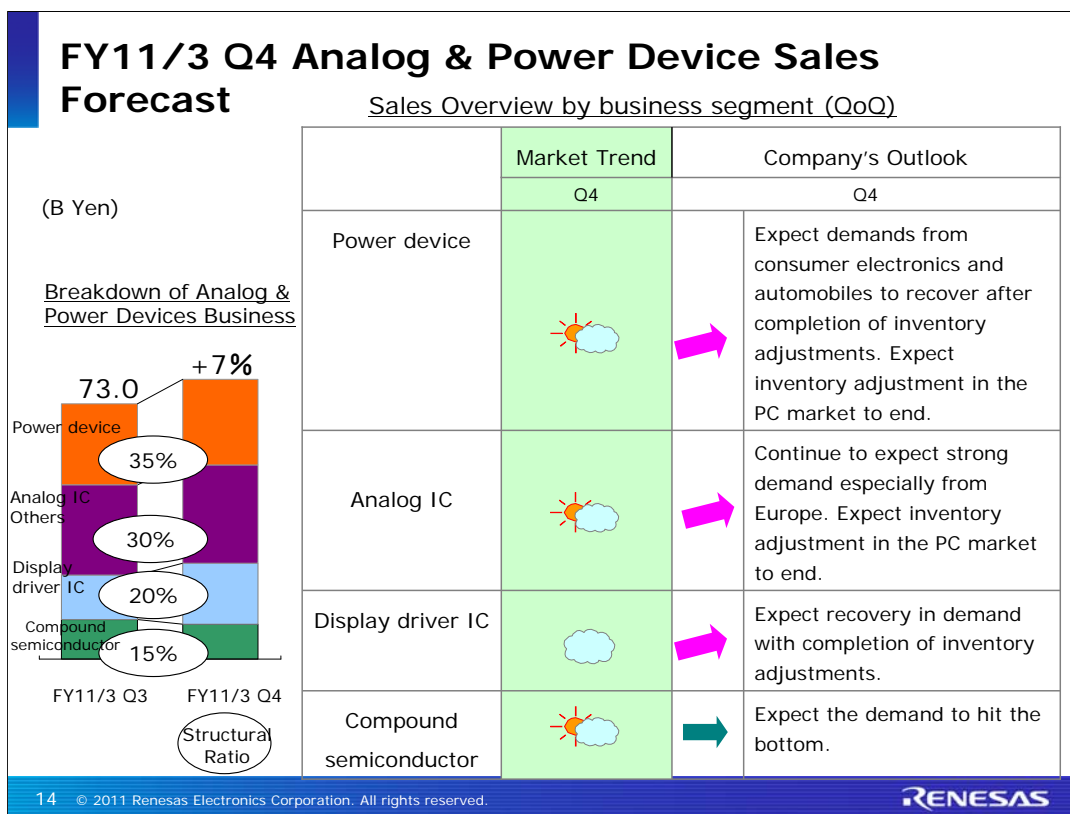 FY11/3 Q4 Analog & Power Device Sales
Forecast
Sales Overview by business segment (QoQ)
Market Trend
Company's Outlook
Q4
Q4
(B Yen)
Breakdown of Analog &
Power Devices Business
73.0
+7%
Power device
35%
Analog IC
Others
30%
Display
driver IC
20%
Compound
semiconductor
15%
FY11/3 Q3
FY11/3 Q4
Structural
Ratio
Power device
Expect demands from
consumer electronics and
automobiles to recover after
completion of inventory
adjustments. Expect
inventory adjustment in the
PC market to end.
Analog IC
Continue to expect strong
demand especially from
Europe. Expect inventory
adjustment in the PC market
to end.
Display driver IC
Expect recovery in demand
with completion of inventory
adjustments.
Compound
semiconductor
Expect the demand to hit the
bottom.
14 © 2011 Renesas Electronics Corporation. All rights reserved.
RENESAS